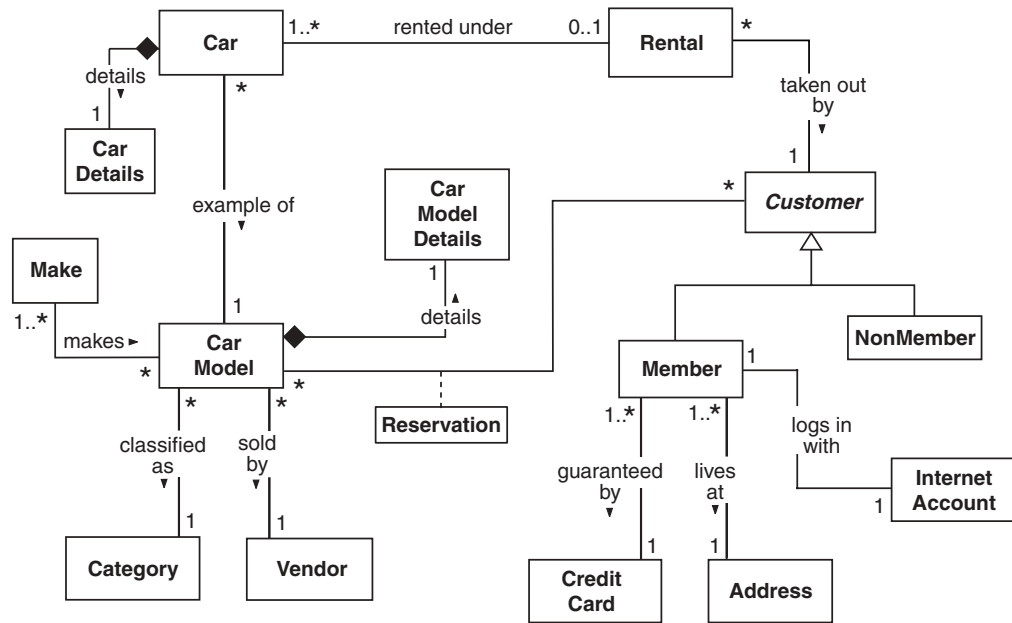 1..*
rented under
0..1
*
Car
Rental
details
*
taken out
by
1
1
Car
Details
Car
Model
Details
*
Customer
example of
Make
1
1..*
1
details
NonMember
makes
Car
Model
Member
1
*
*
*
*
Reservation
1..*
1..*
logs in
with
classified
as
sold
by
guaranteed
by
lives
at
Internet
Account
1
1
1
1
1
Category
Vendor
Credit
Card
Address